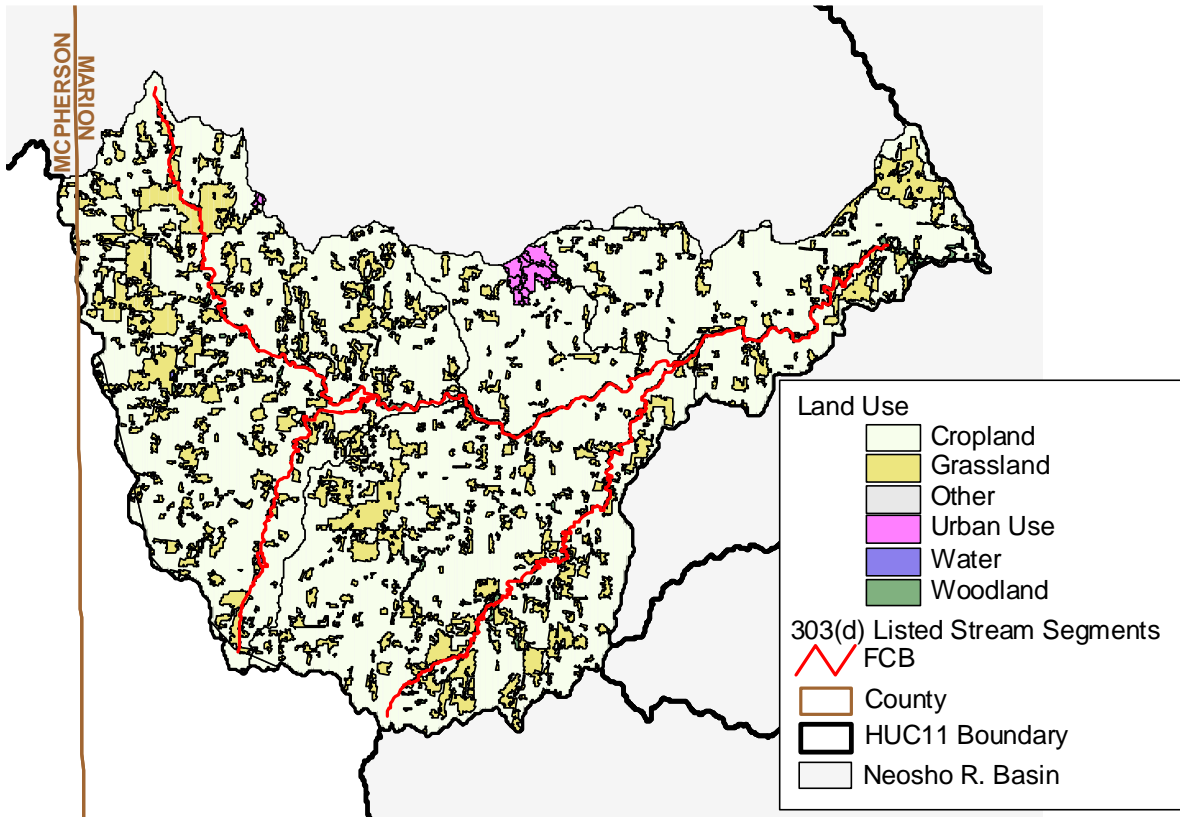 MCPHERSON
MARION
Land Use
Cropland
Grassland
Other
Urban Use
Water
Woodland
303(d) Listed Stream Segments
FCB
County
HUC11 Boundary
Neosho R. Basin